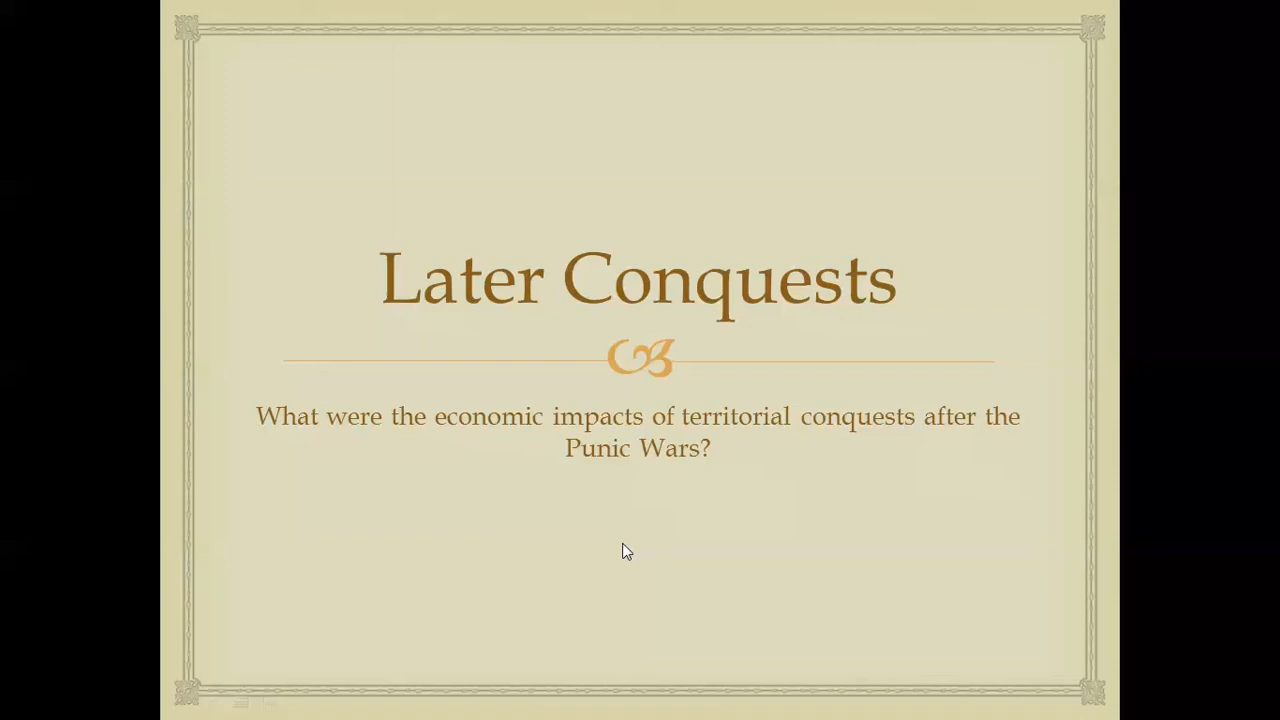 Later Conquests
What were the economic impacts of territorial conquests after the
Punic Wars?